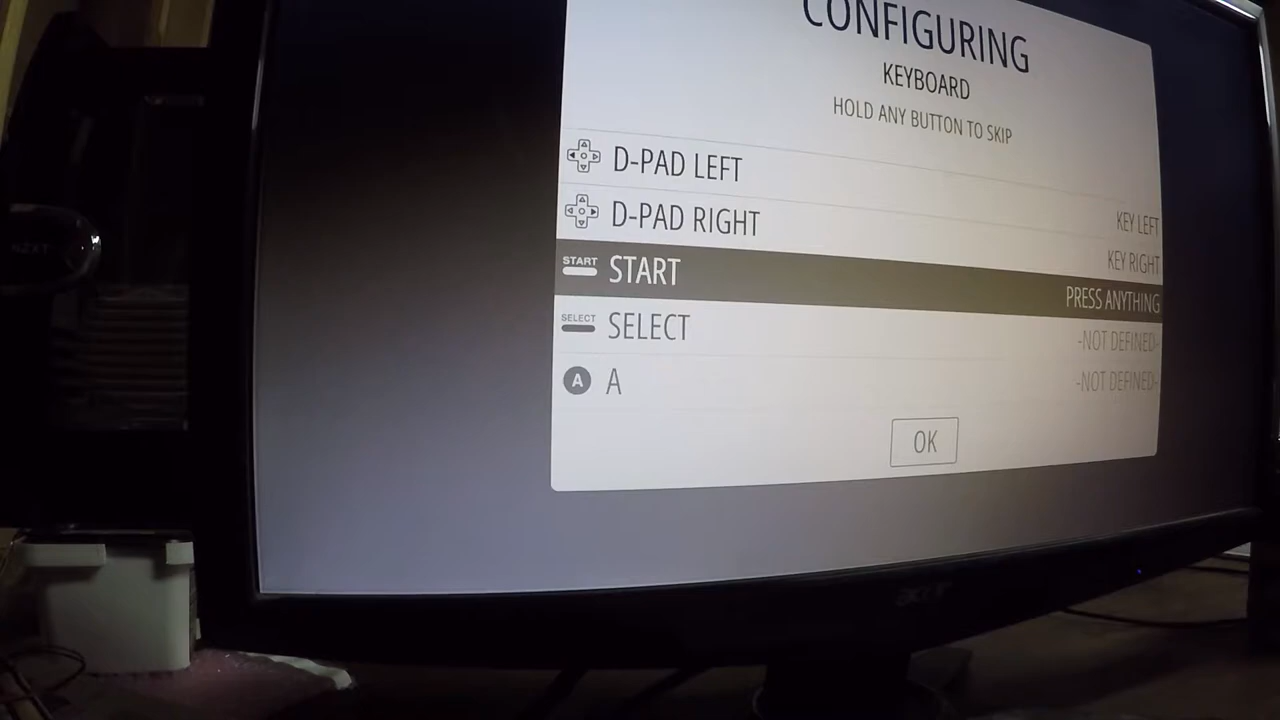 CONFIGURING
KEYBOARD
HOLD ANY BUTTON TO SKIP
D-PAD LEFT
KEY LEFT
D-PAD RIGHT
KEY RIGHT
START START
PRESS ANYTHING
SELECT SELECT
-NOT DEFINED-
A A
-NOT DEFINED-
OK
acer
NZXT